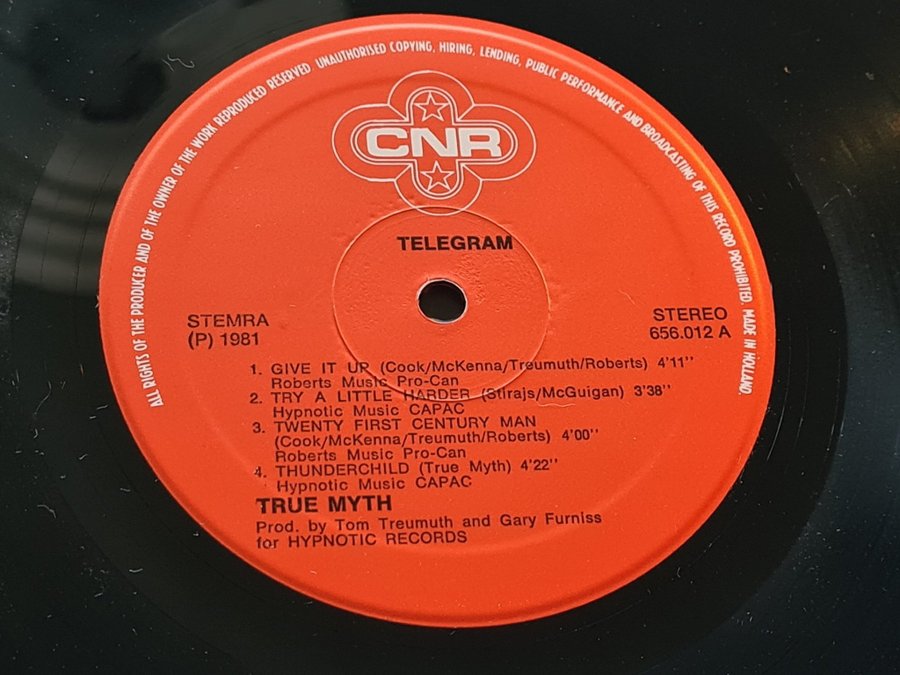 ALL RIGHTS OF THE PRODUCER AND OF THE OWNER OF THE WORK REPRODUCED RESERVED. UNAUTHORISED COPYING, HIRING, LENDING, PUBLIC PERFORMANCE AND BROADCASTING OF THIS RECORD PROHIBITED. MADE IN HOLLAND.
CNR
TELEGRAM
STEMRA
(P) 1981
STEREO
656.012 A
1. GIVE IT UP (Cook/McKenna/Treumuth/Roberts) 4'11''
Roberts Music Pro-Can
2. TRY A LITTLE HARDER (Stirajs/McGuigan) 3'38''
Hypnotic Music CAPAC
3. TWENTY FIRST CENTURY MAN
(Cook/McKenna/Treumuth/Roberts) 4'00''
Roberts Music Pro-Can
4. THUNDERCHILD (True Myth) 4'22''
Hypnotic Music CAPAC
TRUE MYTH
Prod. by Tom Treumuth and Gary Furniss
for HYPNOTIC RECORDS